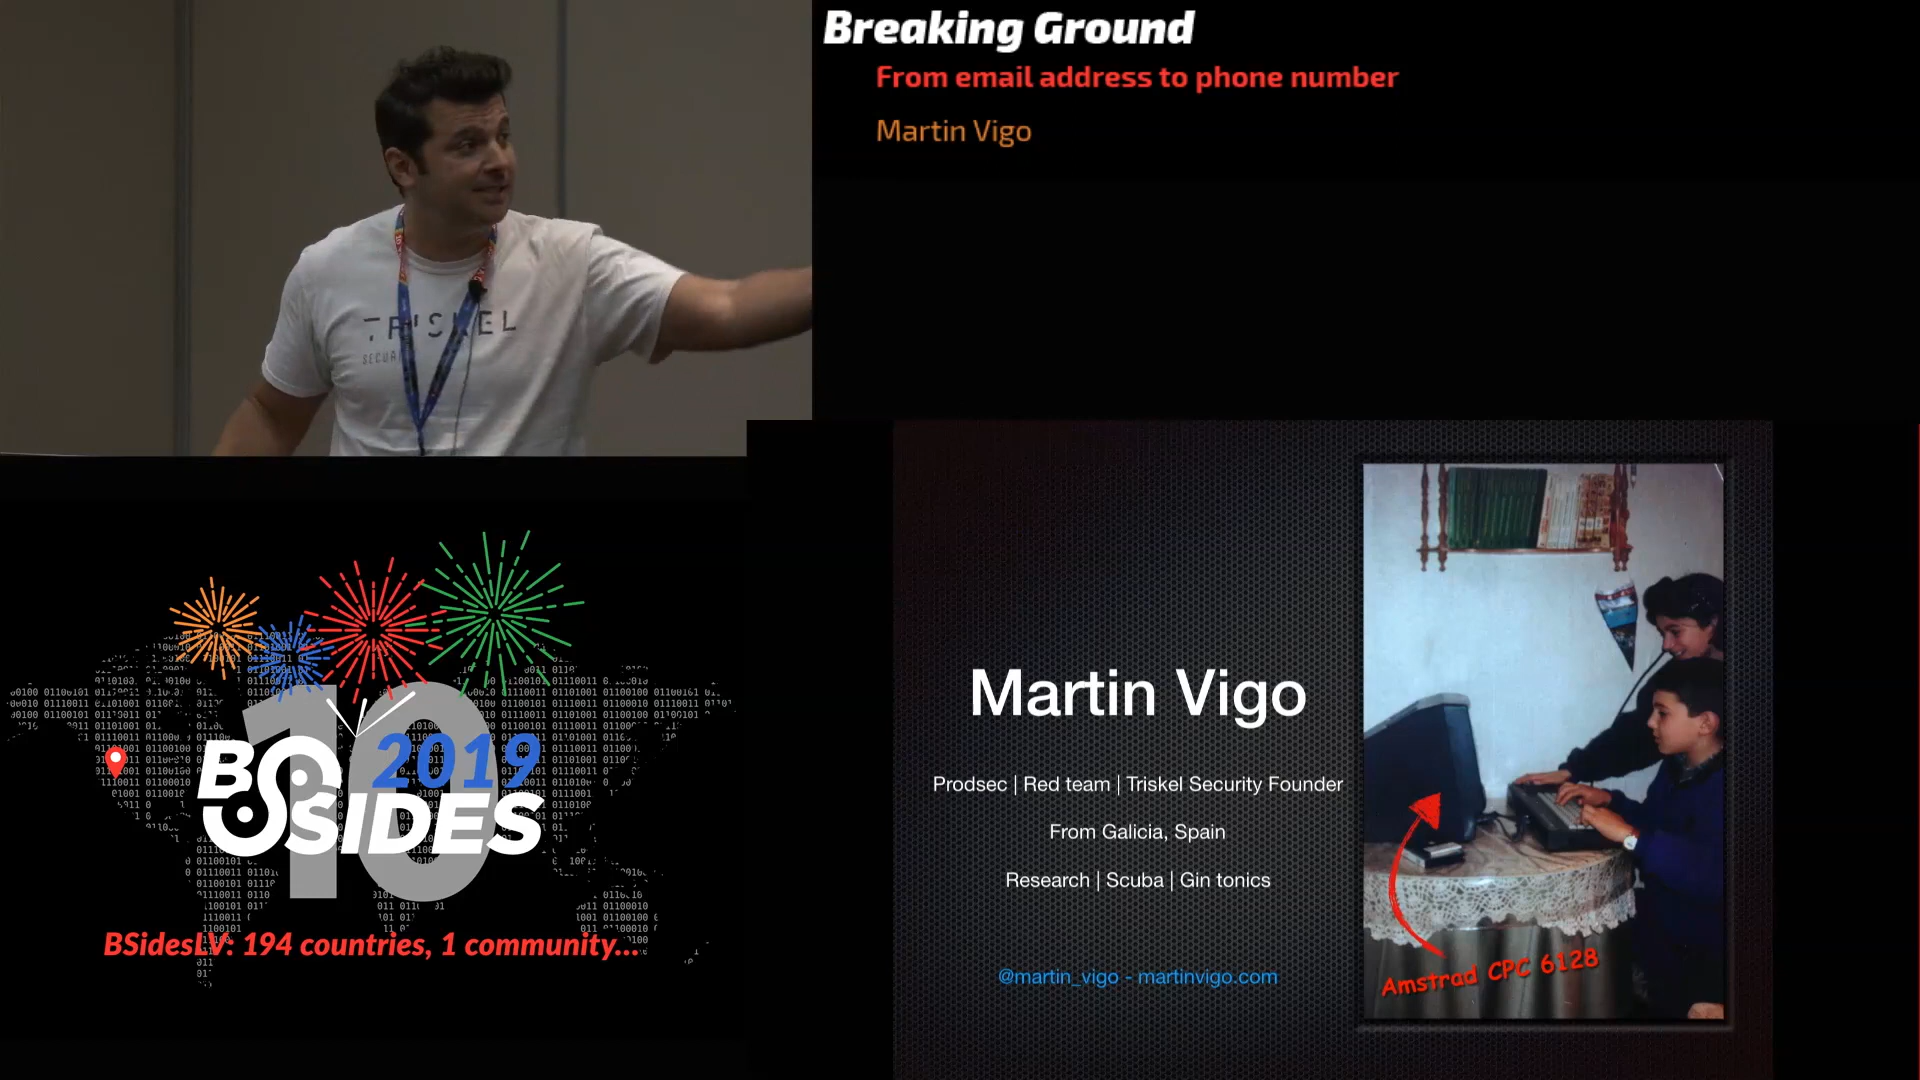 Breaking Ground
From email address to phone number
Martin Vigo
TRISKEL
10
2019
BSIDES
BSidesLV: 194 countries, 1 community...
Martin Vigo
Prodsec | Red team | Triskel Security Founder
From Galicia, Spain
Research | Scuba | Gin tonics
@martin_vigo - martinvigo.com
Amstrad CPC 6128